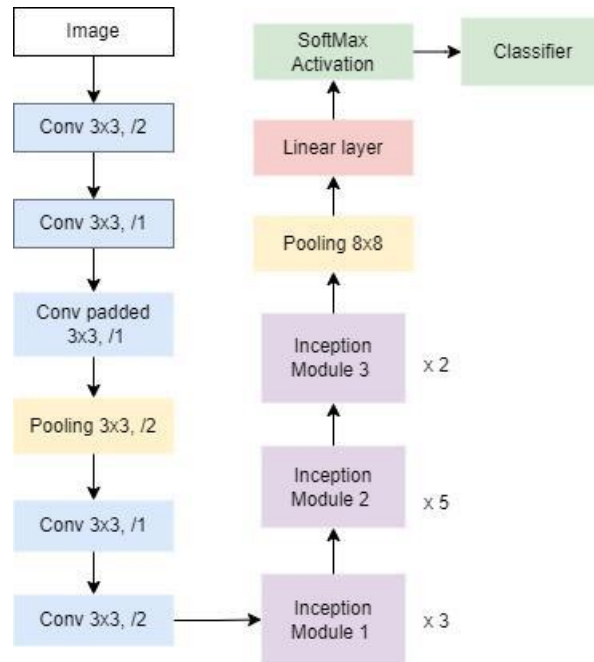 Image
Conv 3x3, /2
Conv 3x3, /1
Conv padded
3x3, /1
Pooling 3x3, /2
Conv 3x3, /1
Conv 3x3, /2
Inception
Module 1
x 3
Inception
Module 2
x 5
Inception
Module 3
x 2
Pooling 8x8
Linear layer
SoftMax
Activation
Classifier